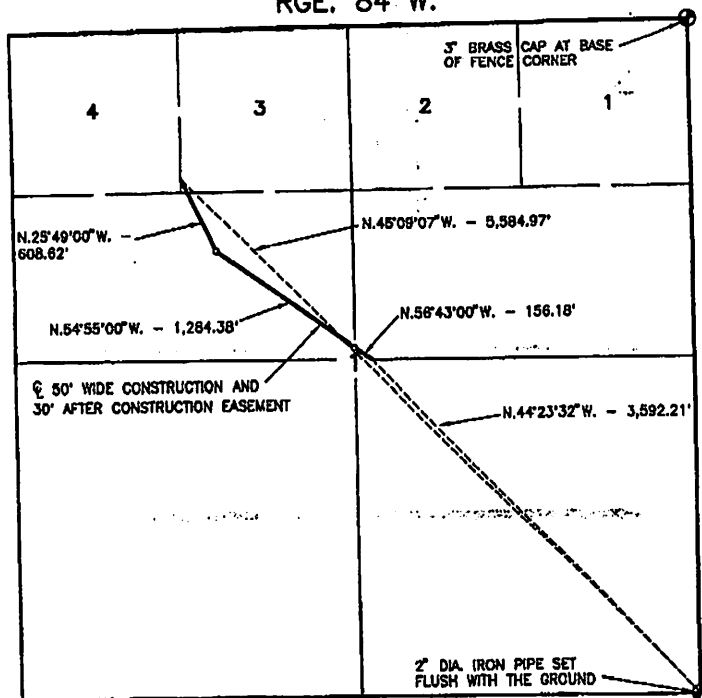 RGE. 84 W.
3" BRASS CAP AT BASE
OF FENCE CORNER
4
3
2
1
N.25°49'00"W. -
608.62'
N.45°09'07"W. - 5,584.97'
N.54°55'00"W. - 1,284.38'
N.56°43'00"W. - 156.18'
℄ 50' WIDE CONSTRUCTION AND
30' AFTER CONSTRUCTION EASEMENT
N.44°23'32"W. - 3,592.21'
2" DIA. IRON PIPE SET
FLUSH WITH THE GROUND